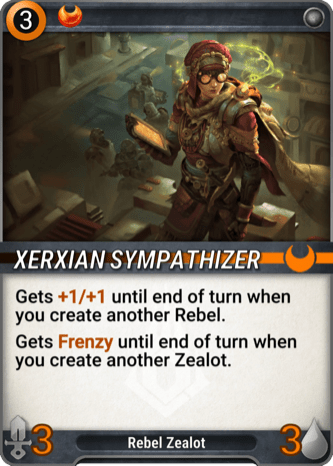 3
XERXIAN SYMPATHIZER
Gets +1/+1 until end of turn when
you create another Rebel.
Gets Frenzy until end of turn when
you create another Zealot.
3
Rebel Zealot
3